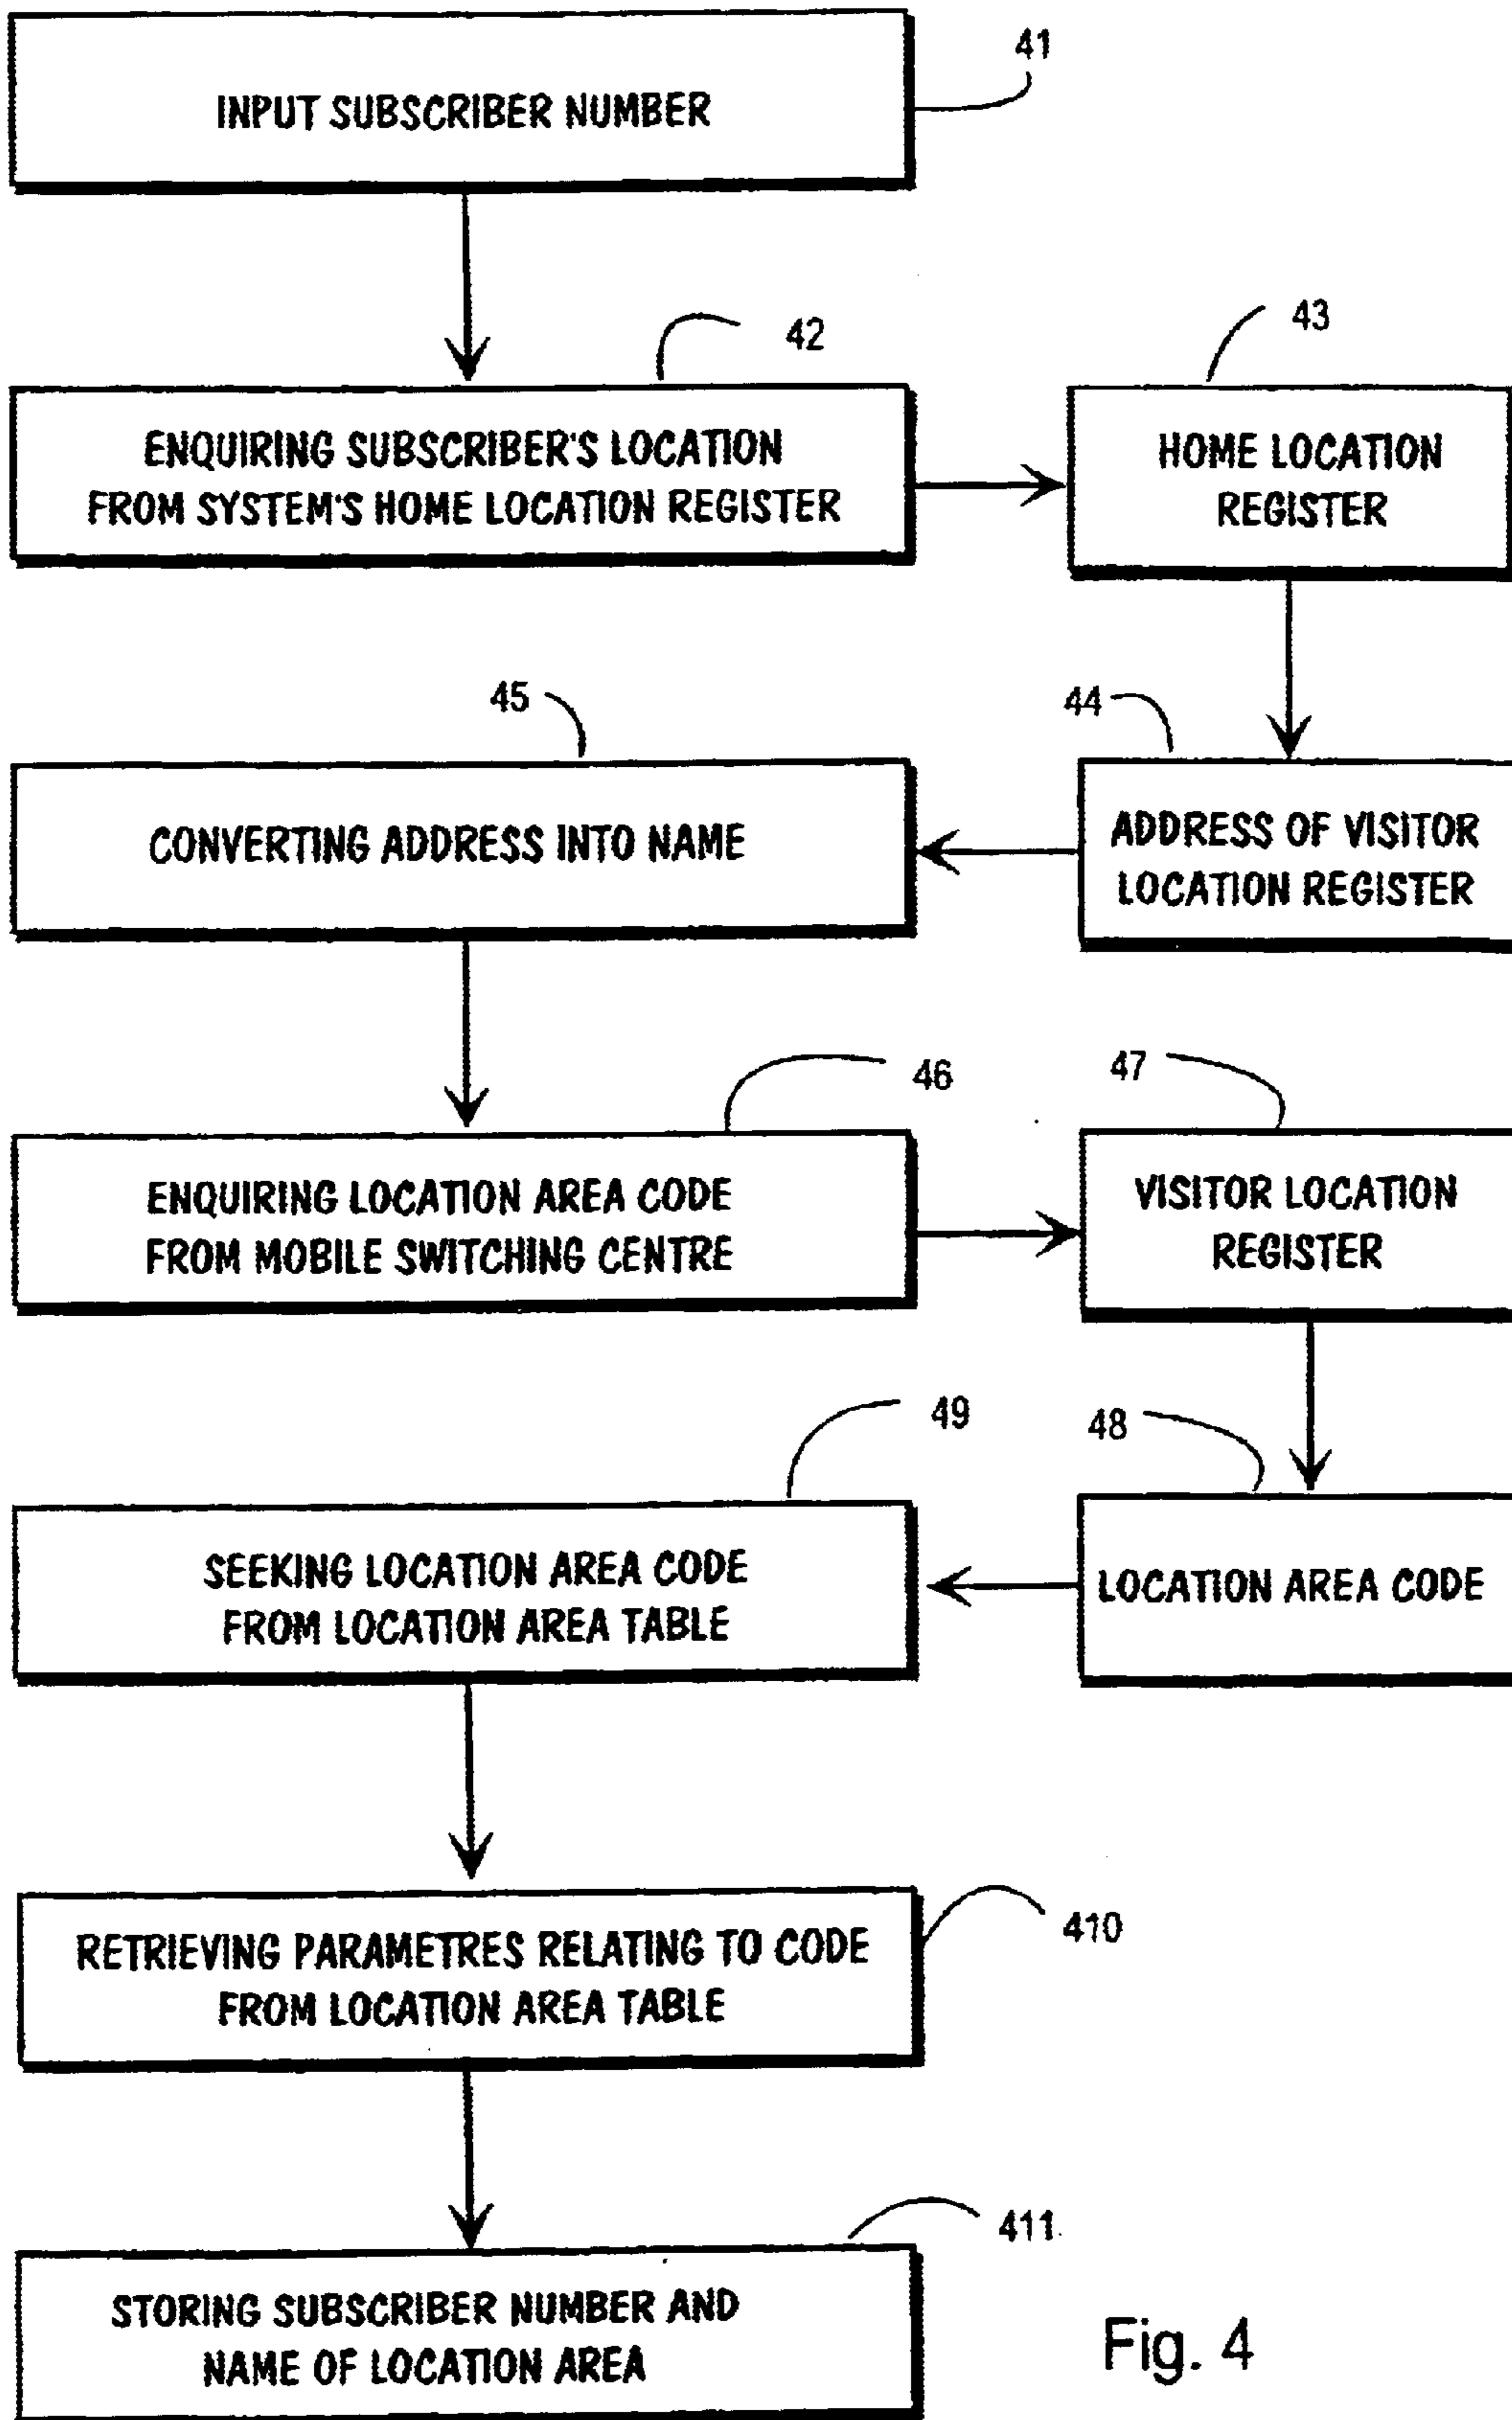 INPUT SUBSCRIBER NUMBER
41
42
ENQUIRING SUBSCRIBER'S LOCATION
FROM SYSTEM'S HOME LOCATION REGISTER
43
HOME LOCATION
REGISTER
44
ADDRESS OF VISITOR
LOCATION REGISTER
45
CONVERTING ADDRESS INTO NAME
46
ENQUIRING LOCATION AREA CODE
FROM MOBILE SWITCHING CENTRE
47
VISITOR LOCATION
REGISTER
48
LOCATION AREA CODE
49
SEEKING LOCATION AREA CODE
FROM LOCATION AREA TABLE
410
RETRIEVING PARAMETRES RELATING TO CODE
FROM LOCATION AREA TABLE
411
STORING SUBSCRIBER NUMBER AND
NAME OF LOCATION AREA
Fig. 4